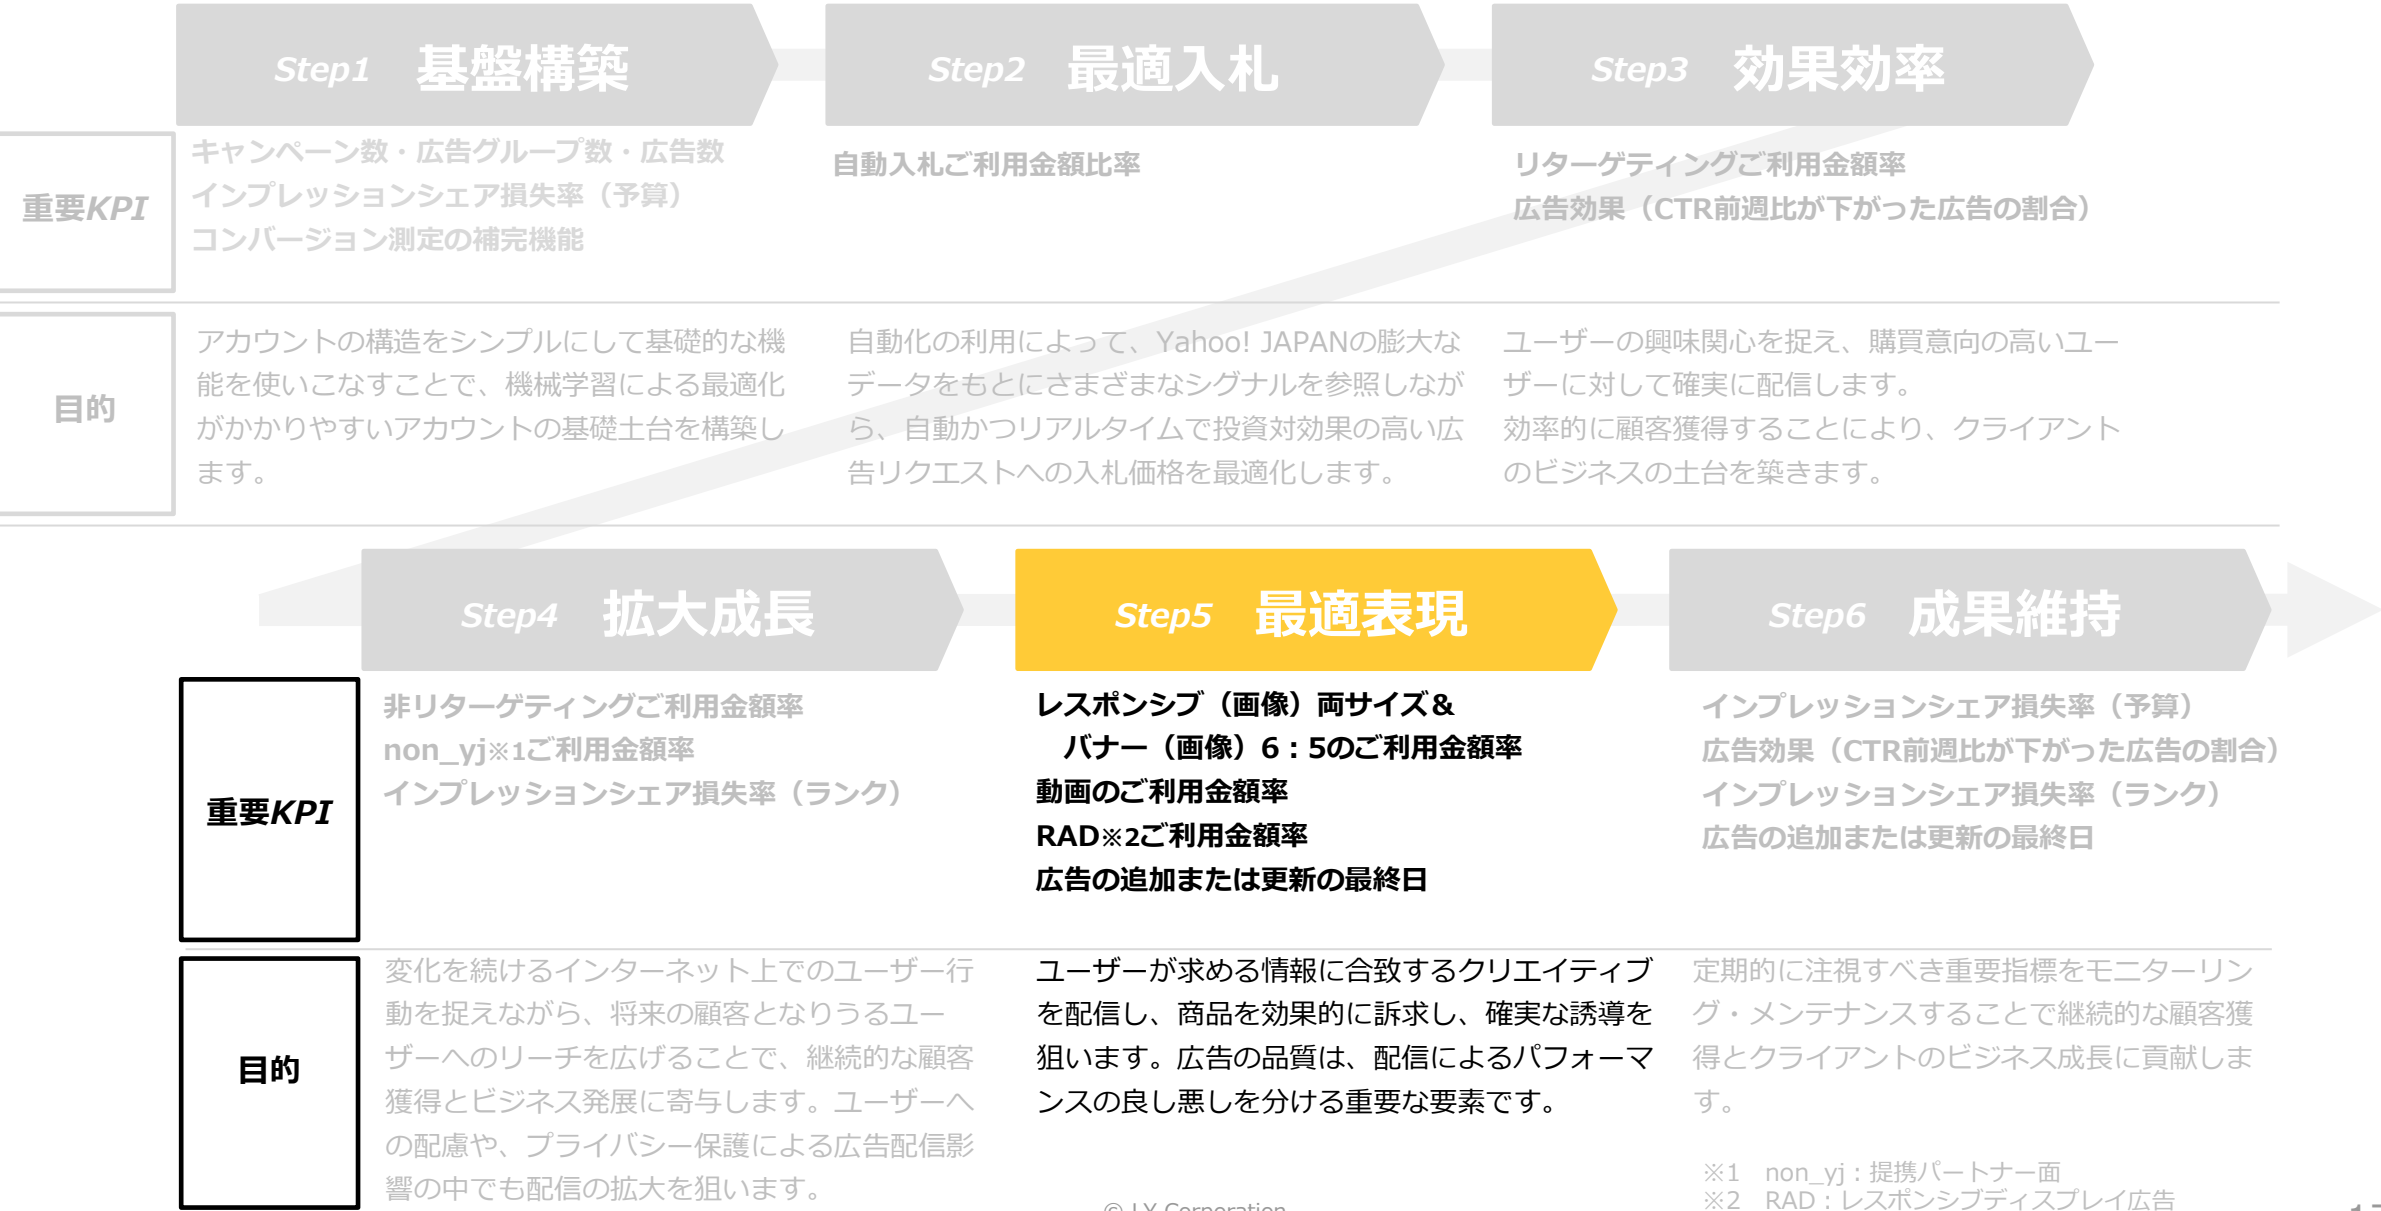 Step1 基盤構築
Step2 最適入札
Step3 効果効率
重要KPI
キャンペーン数・広告グループ数・広告数
インプレッションシェア損失率（予算）
コンバージョン測定の補完機能
自動入札ご利用金額比率
リターゲティングご利用金額率
広告効果（CTR前週比が下がった広告の割合）
目的
アカウントの構造をシンプルにして基礎的な機
能を使いこなすことで、機械学習による最適化
がかかりやすいアカウントの基礎土台を構築し
ます。
自動化の利用によって、Yahoo! JAPANの膨大な
データをもとにさまざまなシグナルを参照しなが
ら、自動かつリアルタイムで投資対効果の高い広
告リクエストへの入札価格を最適化します。
ユーザーの興味関心を捉え、購買意向の高いユー
ザーに対して確実に配信します。
効率的に顧客獲得することにより、クライアント
のビジネスの土台を築きます。
Step4 拡大成長
Step5 最適表現
Step6 成果維持
重要KPI
非リターゲティングご利用金額率
non_yj※1ご利用金額率
インプレッションシェア損失率（ランク）
レスポンシブ（画像）両サイズ＆
バナー（画像）6：5のご利用金額率
動画のご利用金額率
RAD※2ご利用金額率
広告の追加または更新の最終日
インプレッションシェア損失率（予算）
広告効果（CTR前週比が下がった広告の割合）
インプレッションシェア損失率（ランク）
広告の追加または更新の最終日
目的
変化を続けるインターネット上でのユーザー行
動を捉えながら、将来の顧客となりうるユー
ザーへのリーチを広げることで、継続的な顧客
獲得とビジネス発展に寄与します。ユーザーへ
の配慮や、プライバシー保護による広告配信影
響の中でも配信の拡大を狙います。
ユーザーが求める情報に合致するクリエイティブ
を配信し、商品を効果的に訴求し、確実な誘導を
狙います。広告の品質は、配信によるパフォーマ
ンスの良し悪しを分ける重要な要素です。
定期的に注視すべき重要指標をモニターリン
グ・メンテナンスすることで継続的な顧客獲
得とクライアントのビジネス成長に貢献しま
す。
※1 non_yj：提携パートナー面
※2 RAD：レスポンシブディスプレイ広告
© LY Corporation